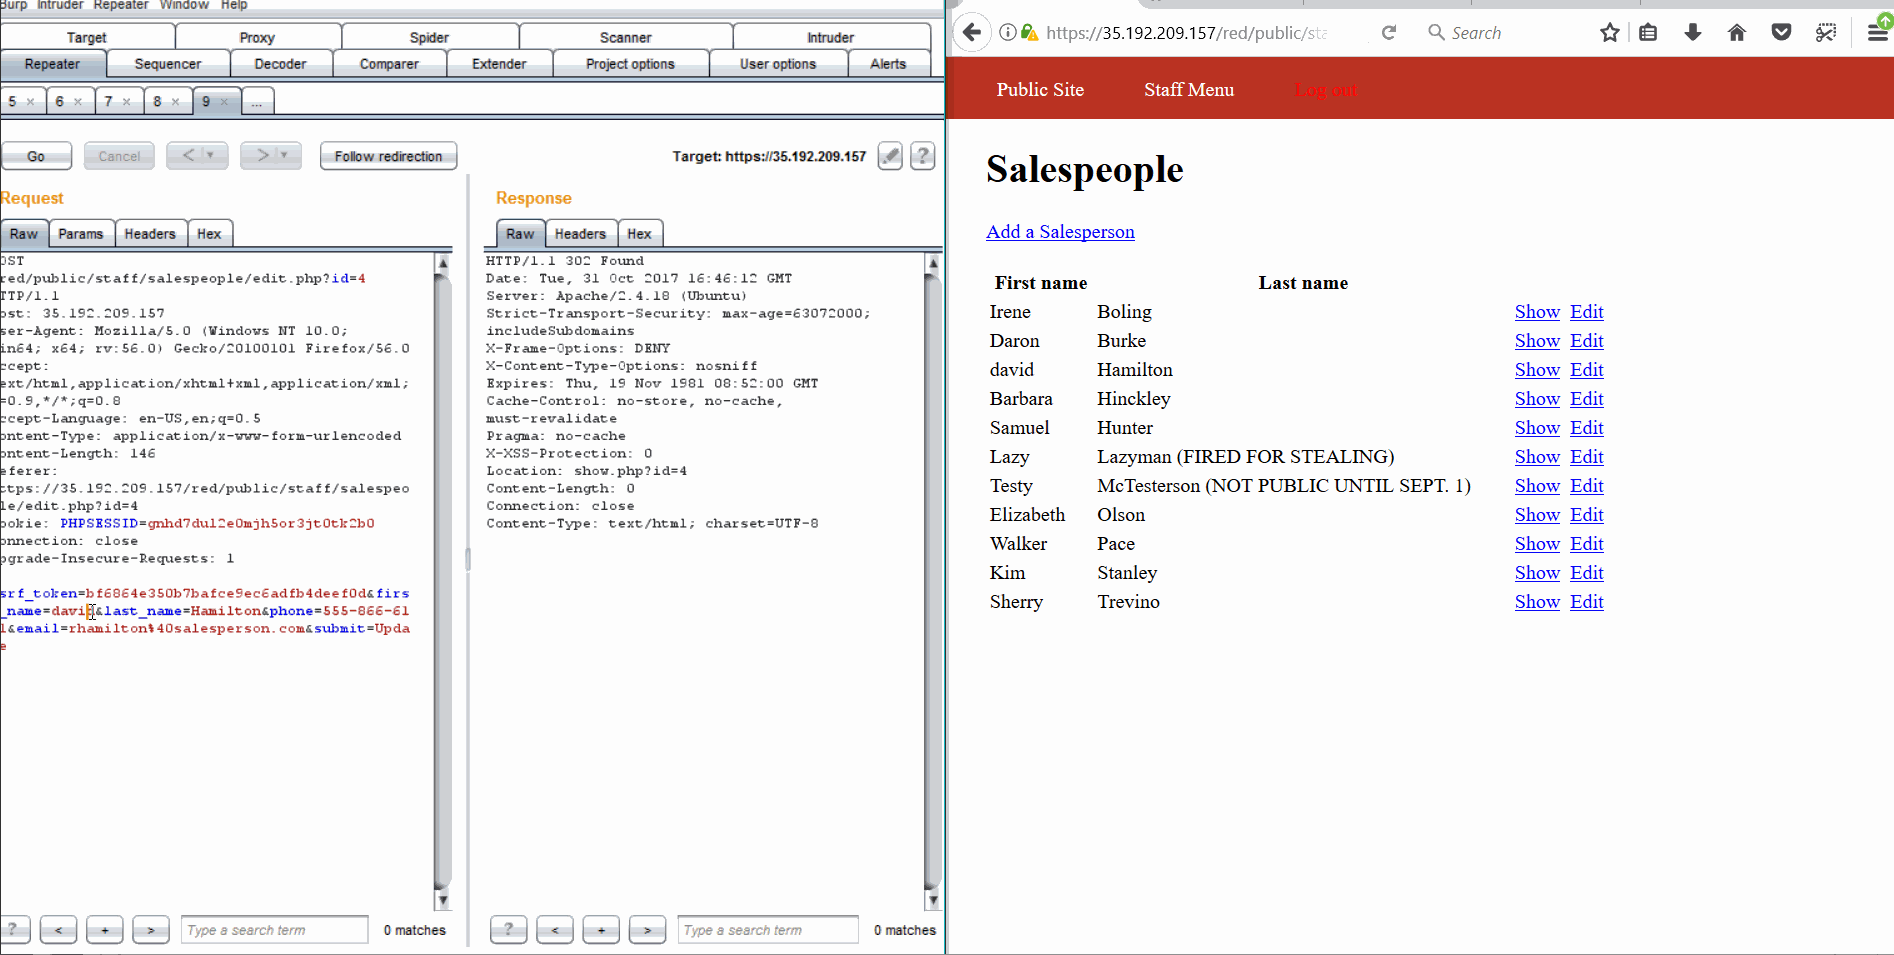 Burp Intruder Repeater Window Help
Target Proxy Spider Scanner Intruder
Repeater Sequencer Decoder Comparer Extender Project options User options Alerts
5 × 6 × 7 × 8 × 9 × ...
Go Cancel < ▼ > ▼ Follow redirection Target: https://35.192.209.157 ?
Request
Raw Params Headers Hex
OST
red/public/staff/salespeople/edit.php?id=4
TTP/1.1
ost: 35.192.209.157
ser-Agent: Mozilla/5.0 (Windows NT 10.0;
in64; x64; rv:56.0) Gecko/20100101 Firefox/56.0
ccept:
ext/html,application/xhtml+xml,application/xml;
=0.9,*/*;q=0.8
ccept-Language: en-US,en;q=0.5
ontent-Type: application/x-www-form-urlencoded
ontent-Length: 146
eferer:
ttps://35.192.209.157/red/public/staff/salespeo
le/edit.php?id=4
ookie: PHPSESSID=gnhd7dul2e0mjh5or3jt0tk2b0
onnection: close
pgrade-Insecure-Requests: 1
srf_token=bf6864e350b7bafce9ec6adfb4deef0d&firs
_name=david&last_name=Hamilton&phone=555-866-61
1&email=rhamilton%40salesperson.com&submit=Upda
e
? < + > Type a search term 0 matches
Response
Raw Headers Hex
HTTP/1.1 302 Found
Date: Tue, 31 Oct 2017 16:46:12 GMT
Server: Apache/2.4.18 (Ubuntu)
Strict-Transport-Security: max-age=63072000;
includeSubdomains
X-Frame-Options: DENY
X-Content-Type-Options: nosniff
Expires: Thu, 19 Nov 1981 08:52:00 GMT
Cache-Control: no-store, no-cache,
must-revalidate
Pragma: no-cache
X-XSS-Protection: 0
Location: show.php?id=4
Content-Length: 0
Connection: close
Content-Type: text/html; charset=UTF-8
? < + > Type a search term 0 matches
https://35.192.209.157/red/public/sta Search
Public Site Staff Menu Log out
Salespeople
Add a Salesperson
First name Last name
Irene Boling Show Edit
Daron Burke Show Edit
david Hamilton Show Edit
Barbara Hinckley Show Edit
Samuel Hunter Show Edit
Lazy Lazyman (FIRED FOR STEALING) Show Edit
Testy McTesterson (NOT PUBLIC UNTIL SEPT. 1) Show Edit
Elizabeth Olson Show Edit
Walker Pace Show Edit
Kim Stanley Show Edit
Sherry Trevino Show Edit